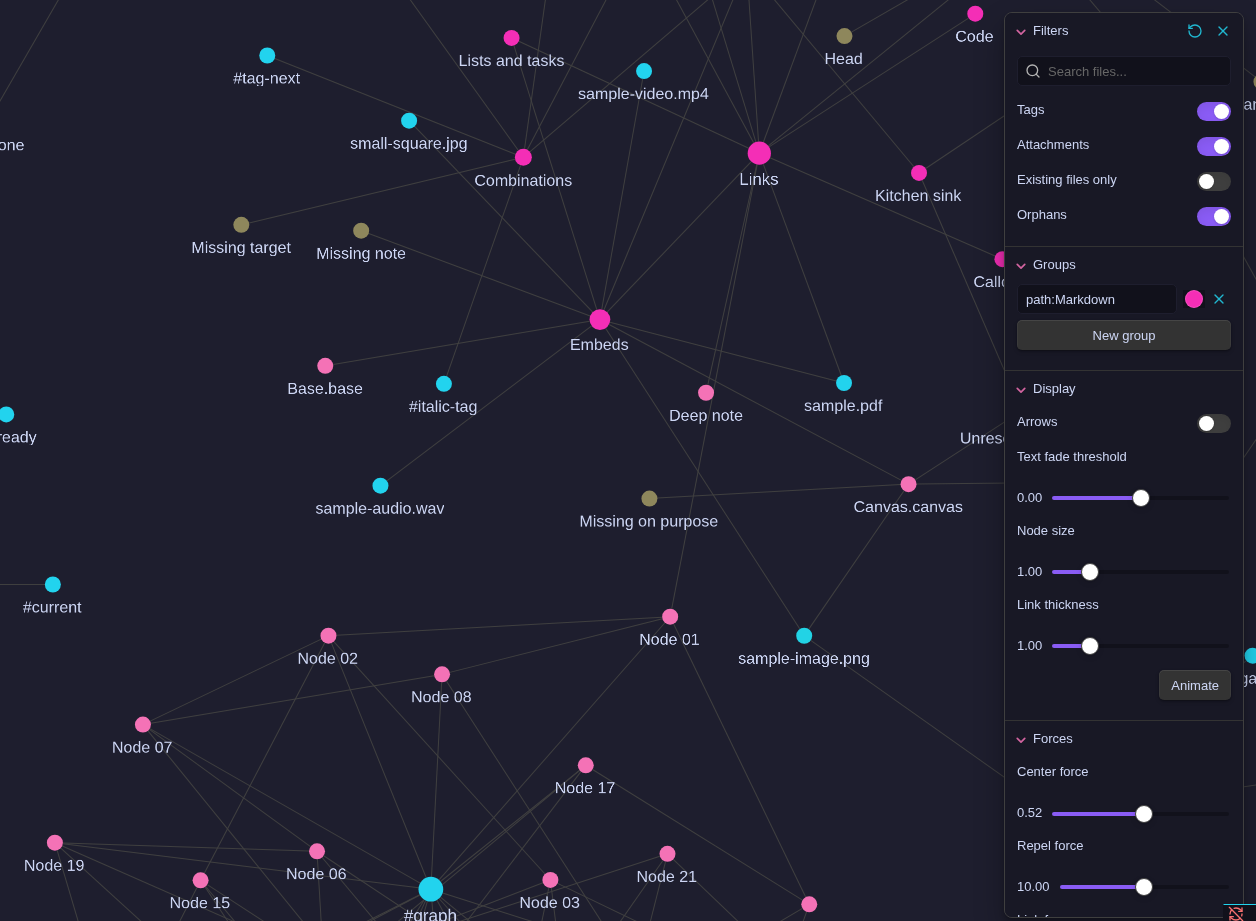 Code
Head
Lists and tasks
#tag-next
sample-video.mp4
small-square.jpg
one
Combinations
Links
Kitchen sink
Missing target
Missing note
Embeds
Base.base
#italic-tag
Deep note
sample.pdf
ready
sample-audio.wav
Missing on purpose
Canvas.canvas
#current
Node 01
Node 02
sample-image.png
Node 08
Node 07
Node 17
Node 19
Node 06
Node 21
Node 15
Node 03
#graph
Filters
Search files...
Tags
Attachments
Existing files only
Orphans
Groups
path:Markdown
New group
Display
Arrows
Text fade threshold
0.00
Node size
1.00
Link thickness
1.00
Animate
Forces
Center force
0.52
Repel force
10.00